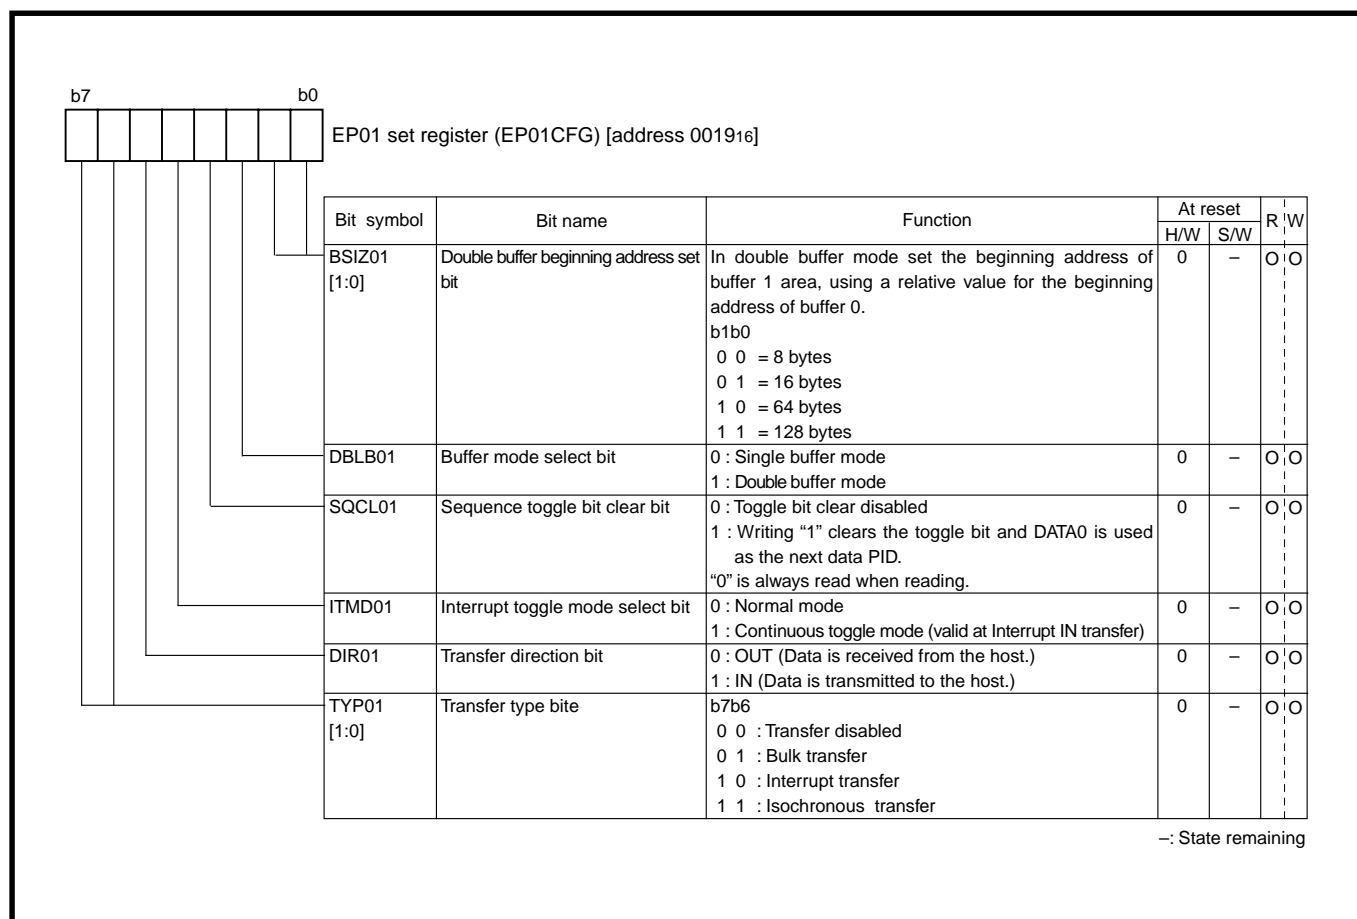 b7 b0
EP01 set register (EP01CFG) [address 001916]
Bit symbol Bit name Function At reset R W
H/W S/W
BSIZ01 Double buffer beginning address set In double buffer mode set the beginning address of 0 – O O
[1:0] bit buffer 1 area, using a relative value for the beginning
address of buffer 0.
b1b0
0 0 = 8 bytes
0 1 = 16 bytes
1 0 = 64 bytes
1 1 = 128 bytes
DBLB01 Buffer mode select bit 0 : Single buffer mode 0 – O O
1 : Double buffer mode
SQCL01 Sequence toggle bit clear bit 0 : Toggle bit clear disabled 0 – O O
1 : Writing “1” clears the toggle bit and DATA0 is used
as the next data PID.
“0” is always read when reading.
ITMD01 Interrupt toggle mode select bit 0 : Normal mode 0 – O O
1 : Continuous toggle mode (valid at Interrupt IN transfer)
DIR01 Transfer direction bit 0 : OUT (Data is received from the host.) 0 – O O
1 : IN (Data is transmitted to the host.)
TYP01 Transfer type bite b7b6 0 – O O
[1:0] 0 0 : Transfer disabled
0 1 : Bulk transfer
1 0 : Interrupt transfer
1 1 : Isochronous transfer
–: State remaining